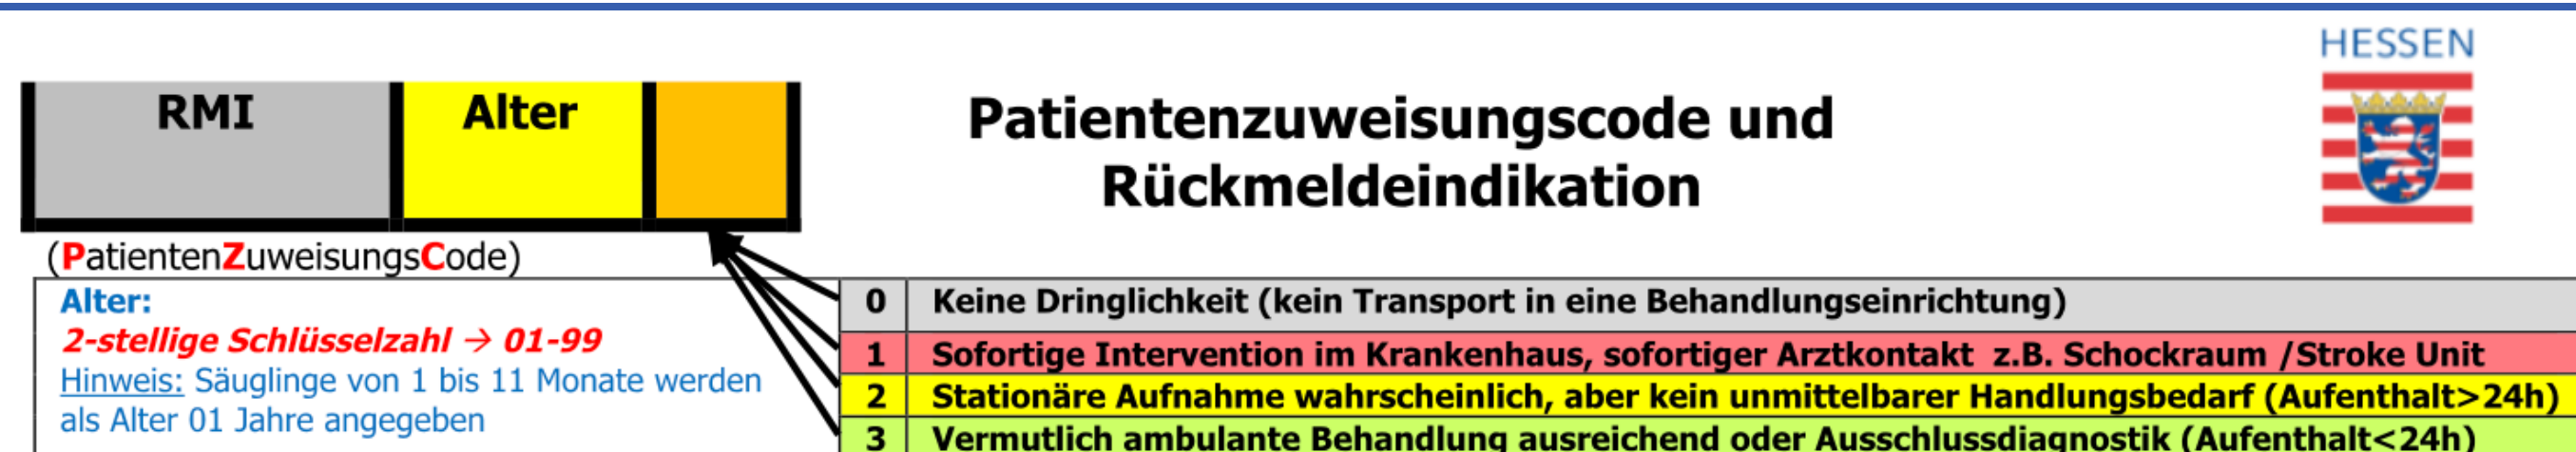 HESSEN
RMI
Alter
Patientenzuweisungscode und
Rückmeldeindikation
(PatientenZuweisungsCode)
Alter:
2-stellige Schlüsselzahl → 01-99
Hinweis: Säuglinge von 1 bis 11 Monate werden
als Alter 01 Jahre angegeben
0 Keine Dringlichkeit (kein Transport in eine Behandlungseinrichtung)
1 Sofortige Intervention im Krankenhaus, sofortiger Arztkontakt z.B. Schockraum /Stroke Unit
2 Stationäre Aufnahme wahrscheinlich, aber kein unmittelbarer Handlungsbedarf (Aufenthalt>24h)
3 Vermutlich ambulante Behandlung ausreichend oder Ausschlussdiagnostik (Aufenthalt<24h)